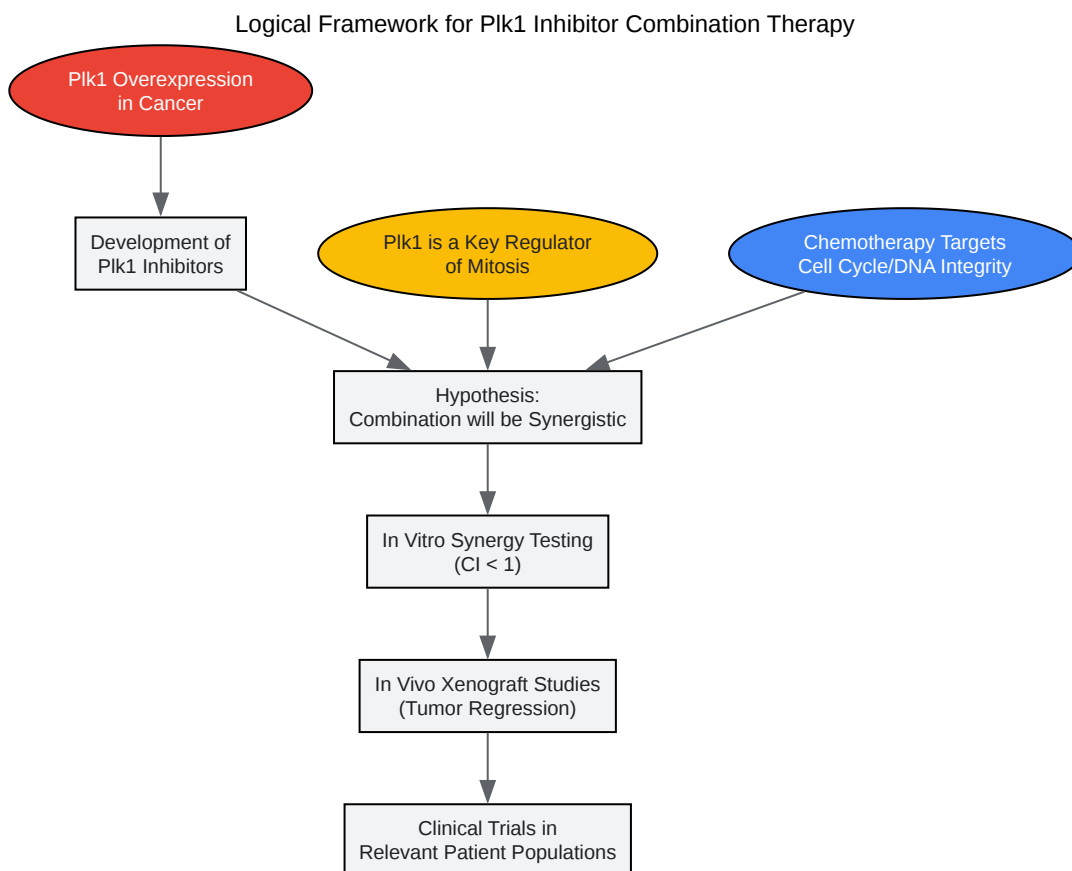 Logical Framework for Plk1 Inhibitor Combination Therapy
Plk1 Overexpression
in Cancer
Development of
Plk1 Inhibitors
Plk1 is a Key Regulator
of Mitosis
Chemotherapy Targets
Cell Cycle/DNA Integrity
Hypothesis:
Combination will be Synergistic
In Vitro Synergy Testing
(CI < 1)
In Vivo Xenograft Studies
(Tumor Regression)
Clinical Trials in
Relevant Patient Populations